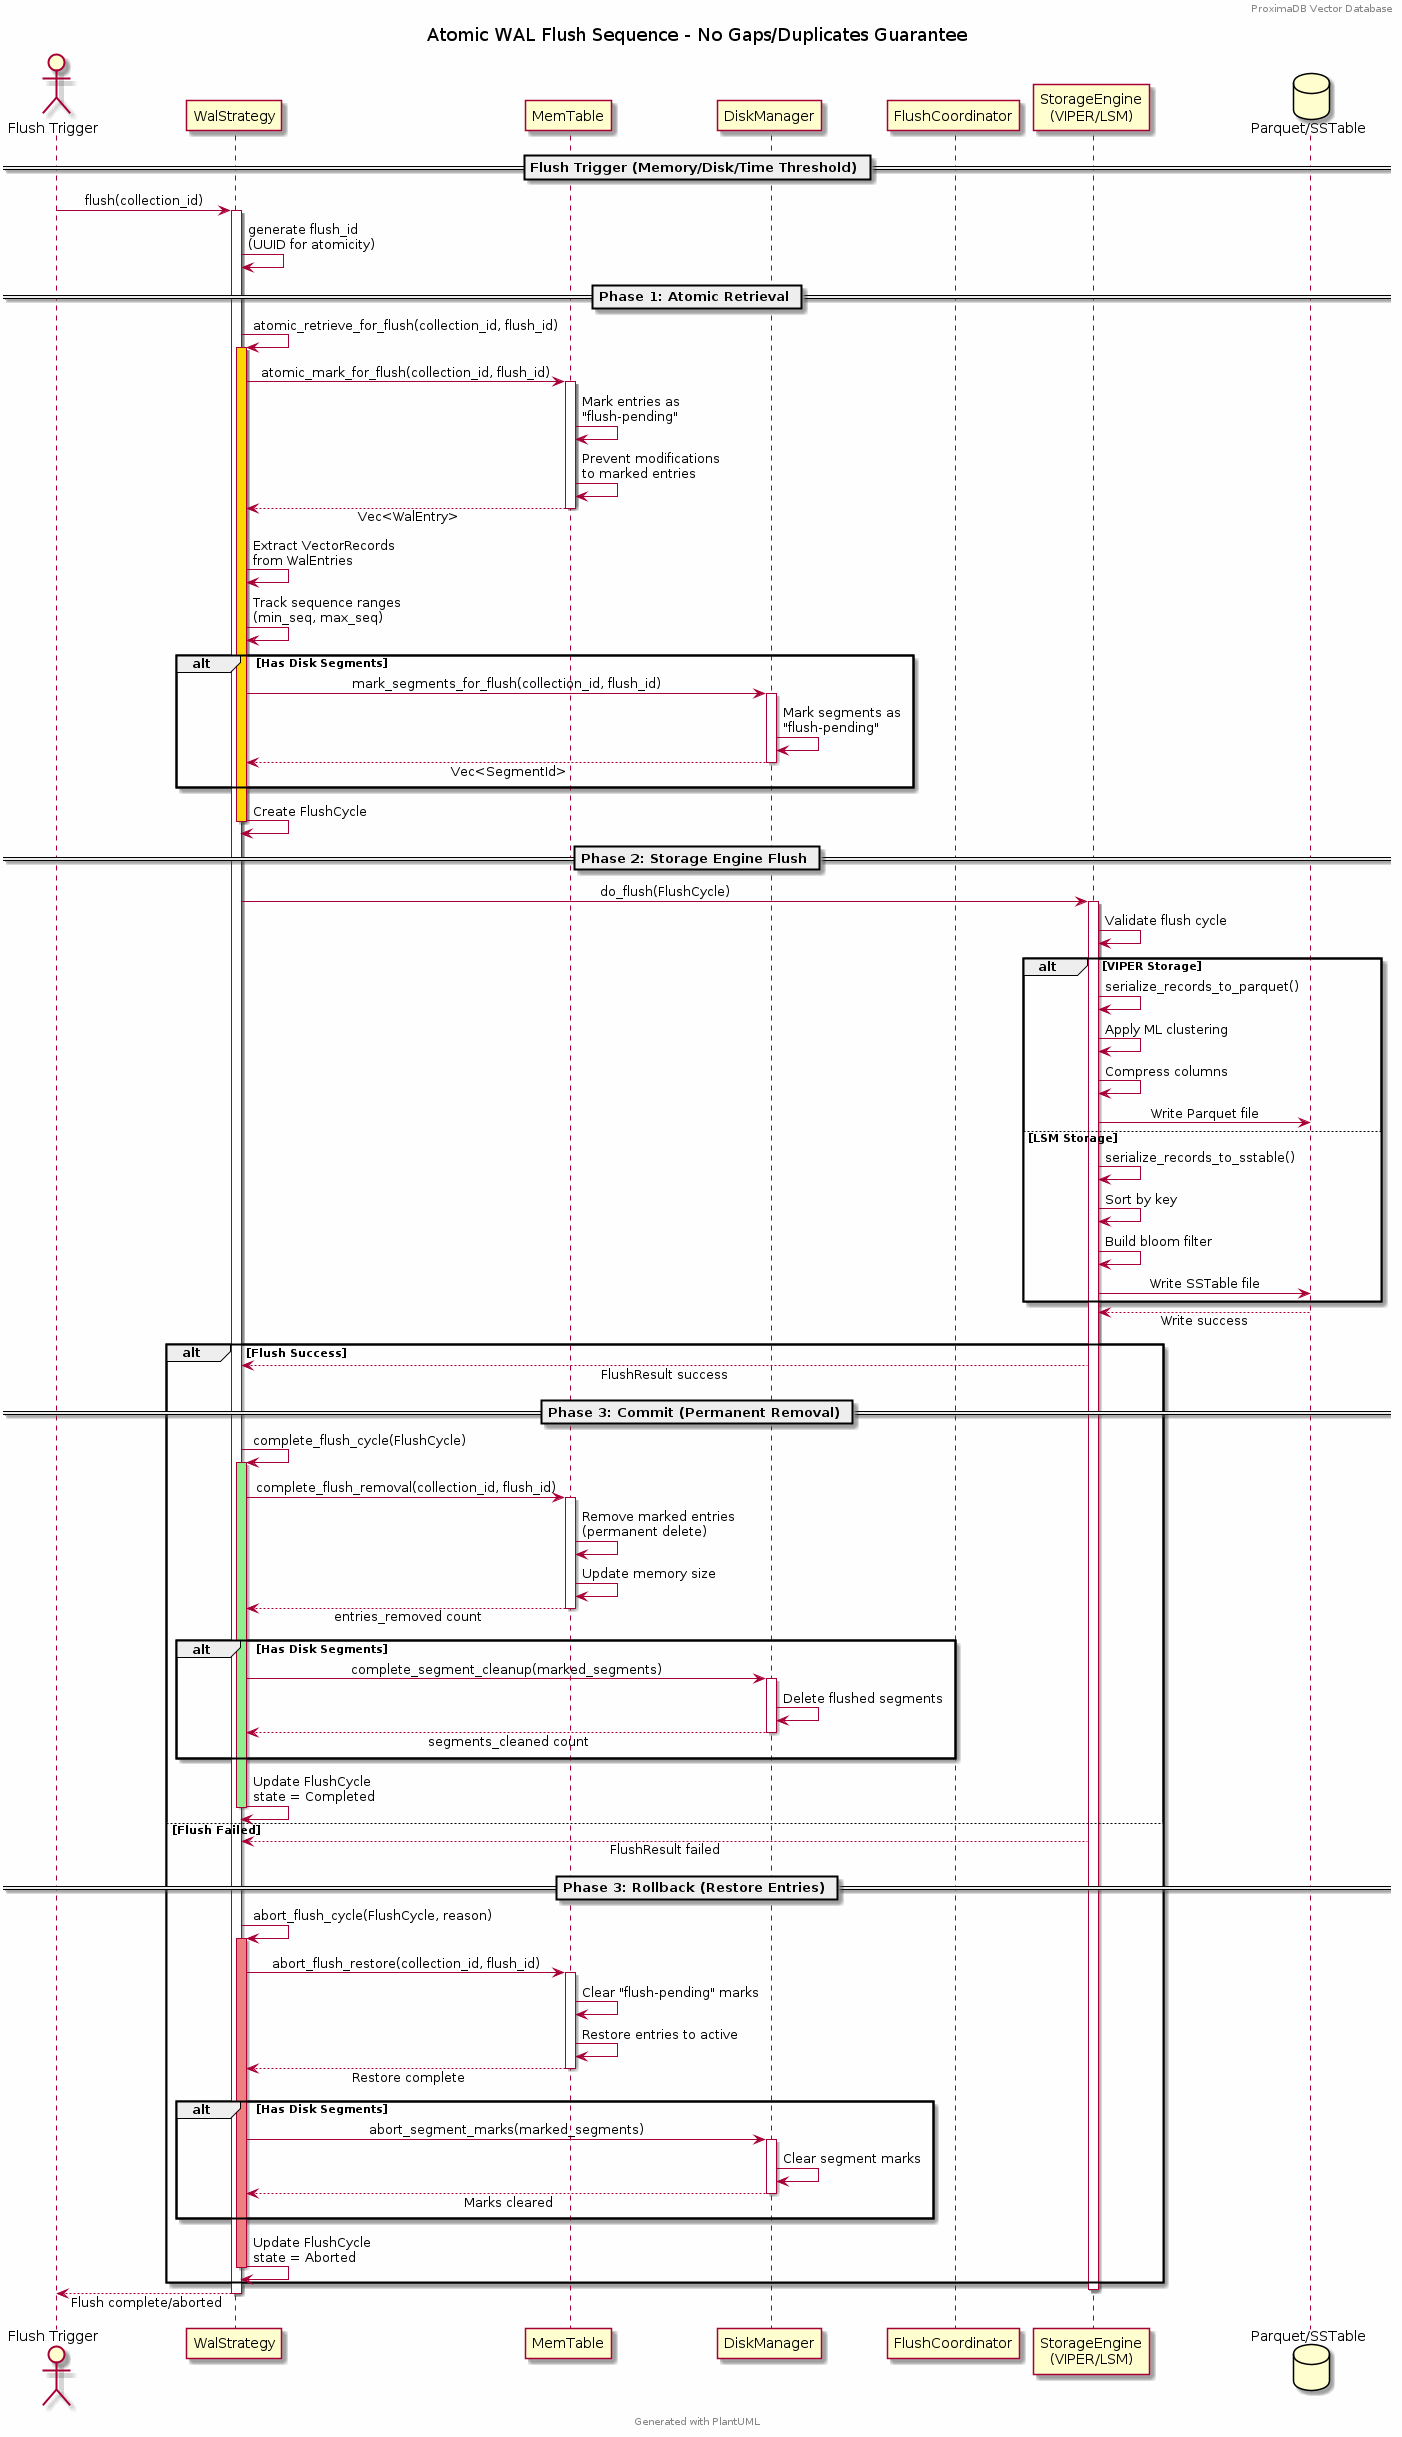 ProximaDB Vector Database
Atomic WAL Flush Sequence - No Gaps/Duplicates Guarantee
Flush Trigger
WalStrategy
MemTable
DiskManager
FlushCoordinator
StorageEngine
(VIPER/LSM)
Parquet/SSTable
Flush Trigger (Memory/Disk/Time Threshold)
flush(collection_id)
generate flush_id
(UUID for atomicity)
Phase 1: Atomic Retrieval
atomic_retrieve_for_flush(collection_id, flush_id)
atomic_mark_for_flush(collection_id, flush_id)
Mark entries as
"flush-pending"
Prevent modifications
to marked entries
Vec<WalEntry>
Extract VectorRecords
from WalEntries
Track sequence ranges
(min_seq, max_seq)
alt [Has Disk Segments]
mark_segments_for_flush(collection_id, flush_id)
Mark segments as
"flush-pending"
Vec<SegmentId>
Create FlushCycle
Phase 2: Storage Engine Flush
do_flush(FlushCycle)
Validate flush cycle
alt [VIPER Storage]
serialize_records_to_parquet()
Apply ML clustering
Compress columns
Write Parquet file
[LSM Storage]
serialize_records_to_sstable()
Sort by key
Build bloom filter
Write SSTable file
Write success
alt [Flush Success]
FlushResult success
Phase 3: Commit (Permanent Removal)
complete_flush_cycle(FlushCycle)
complete_flush_removal(collection_id, flush_id)
Remove marked entries
(permanent delete)
Update memory size
entries_removed count
alt [Has Disk Segments]
complete_segment_cleanup(marked_segments)
Delete flushed segments
segments_cleaned count
Update FlushCycle
state = Completed
[Flush Failed]
FlushResult failed
Phase 3: Rollback (Restore Entries)
abort_flush_cycle(FlushCycle, reason)
abort_flush_restore(collection_id, flush_id)
Clear "flush-pending" marks
Restore entries to active
Restore complete
alt [Has Disk Segments]
abort_segment_marks(marked_segments)
Clear segment marks
Marks cleared
Update FlushCycle
state = Aborted
Flush complete/aborted
Flush Trigger
WalStrategy
MemTable
DiskManager
FlushCoordinator
StorageEngine
(VIPER/LSM)
Parquet/SSTable
Generated with PlantUML